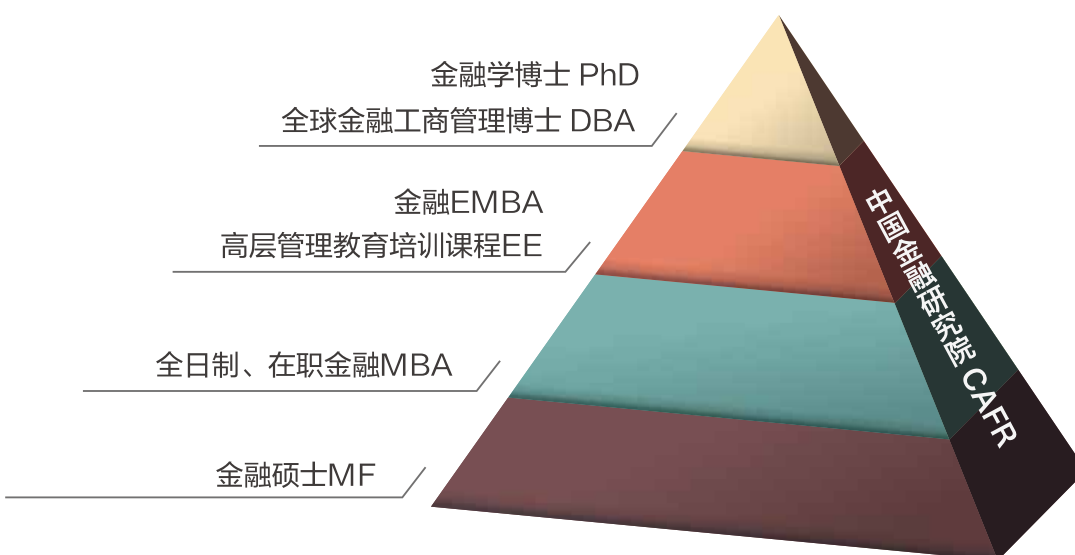 金融学博士 PhD
全球金融工商管理博士 DBA
金融EMBA
高层管理教育培训课程EE
全日制、在职金融MBA
金融硕士MF
中国金融研究院 CAFR